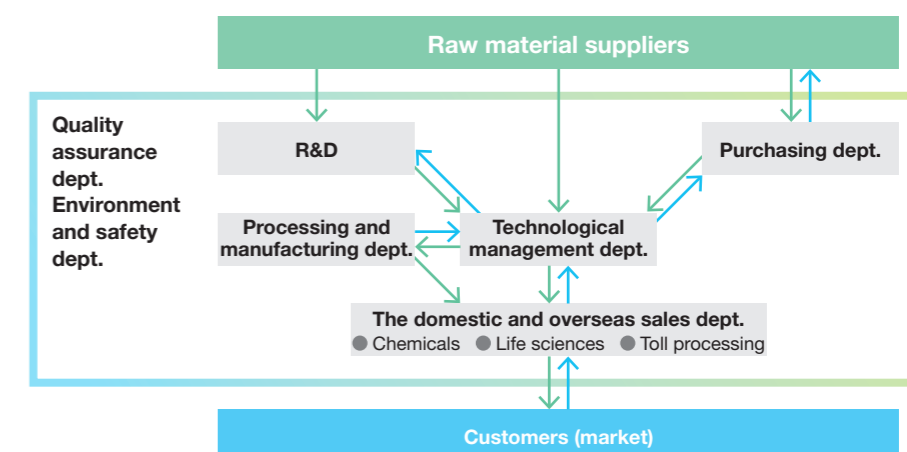 Raw material suppliers
Quality
assurance
dept.
Environment
and safety
dept.
R&D
Purchasing dept.
Processing and
manufacturing dept.
Technological
management dept.
The domestic and overseas sales dept.
● Chemicals ● Life sciences ● Toll processing
Customers (market)